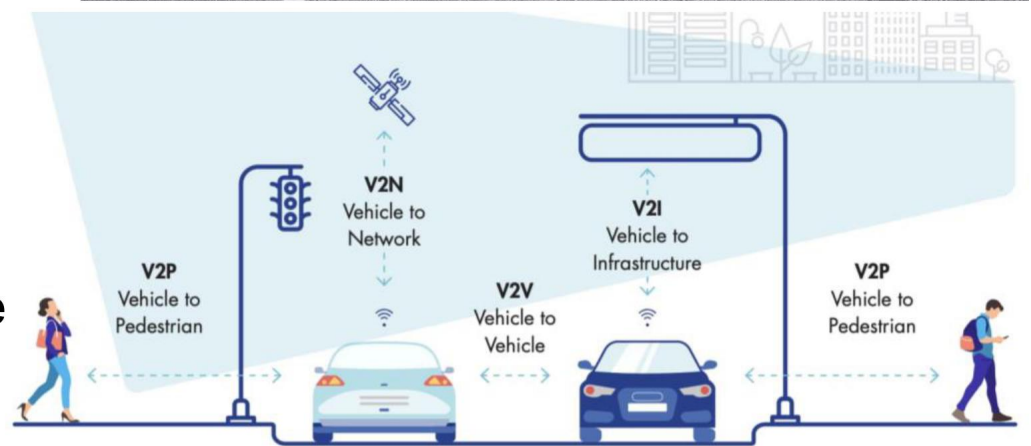 V2N
Vehicle to
Network
V2I
Vehicle to
Infrastructure
V2P
Vehicle to
Pedestrian
V2V
Vehicle to
Vehicle
V2P
Vehicle to
Pedestrian
e